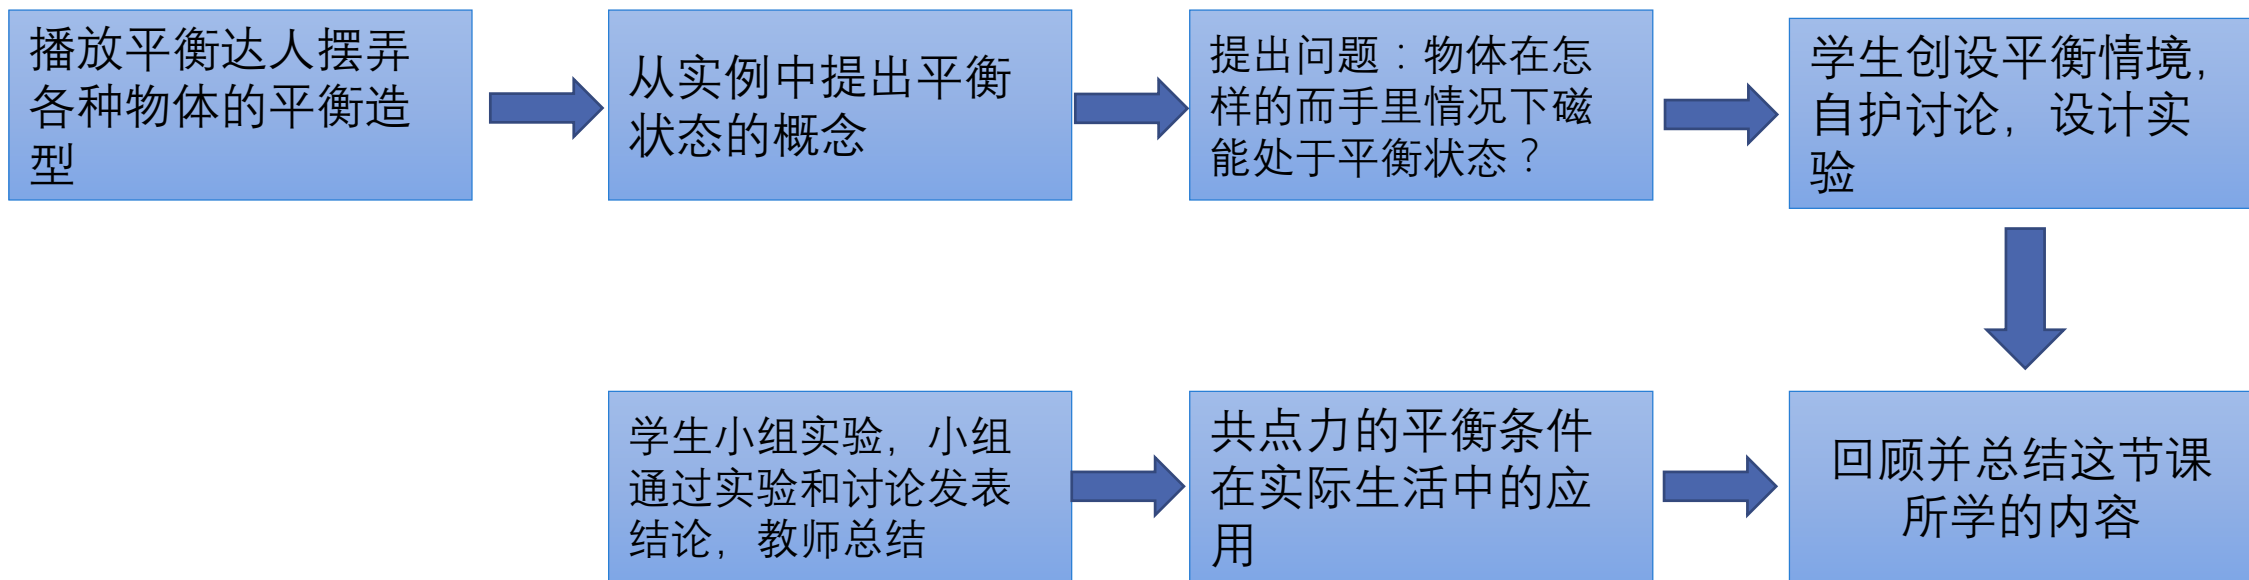 播放平衡达人摆弄
各种物体的平衡造
型
从实例中提出平衡
状态的概念
提出问题：物体在怎
样的而手里情况下磁
能处于平衡状态？
学生创设平衡情境，
自护讨论，设计实
验
学生小组实验，小组
通过实验和讨论发表
结论，教师总结
共点力的平衡条件
在实际生活中的应
用
回顾并总结这节课
所学的内容